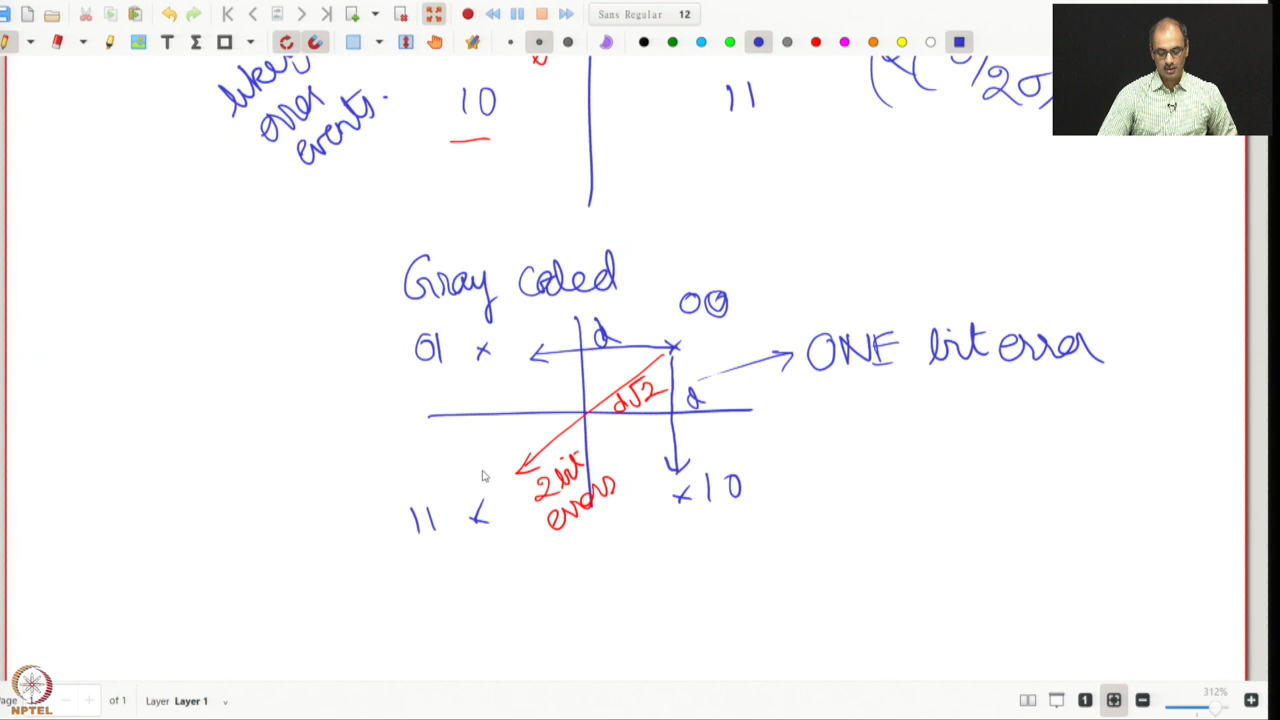 Sans Regular 12
likely
error
events.
10
11
Gray coded
00
01 x
d
x
ONE bit error
d√2
d
2 bit
errors
11 x
x 10
NPTEL
Page
of 1
Layer Layer 1
312%